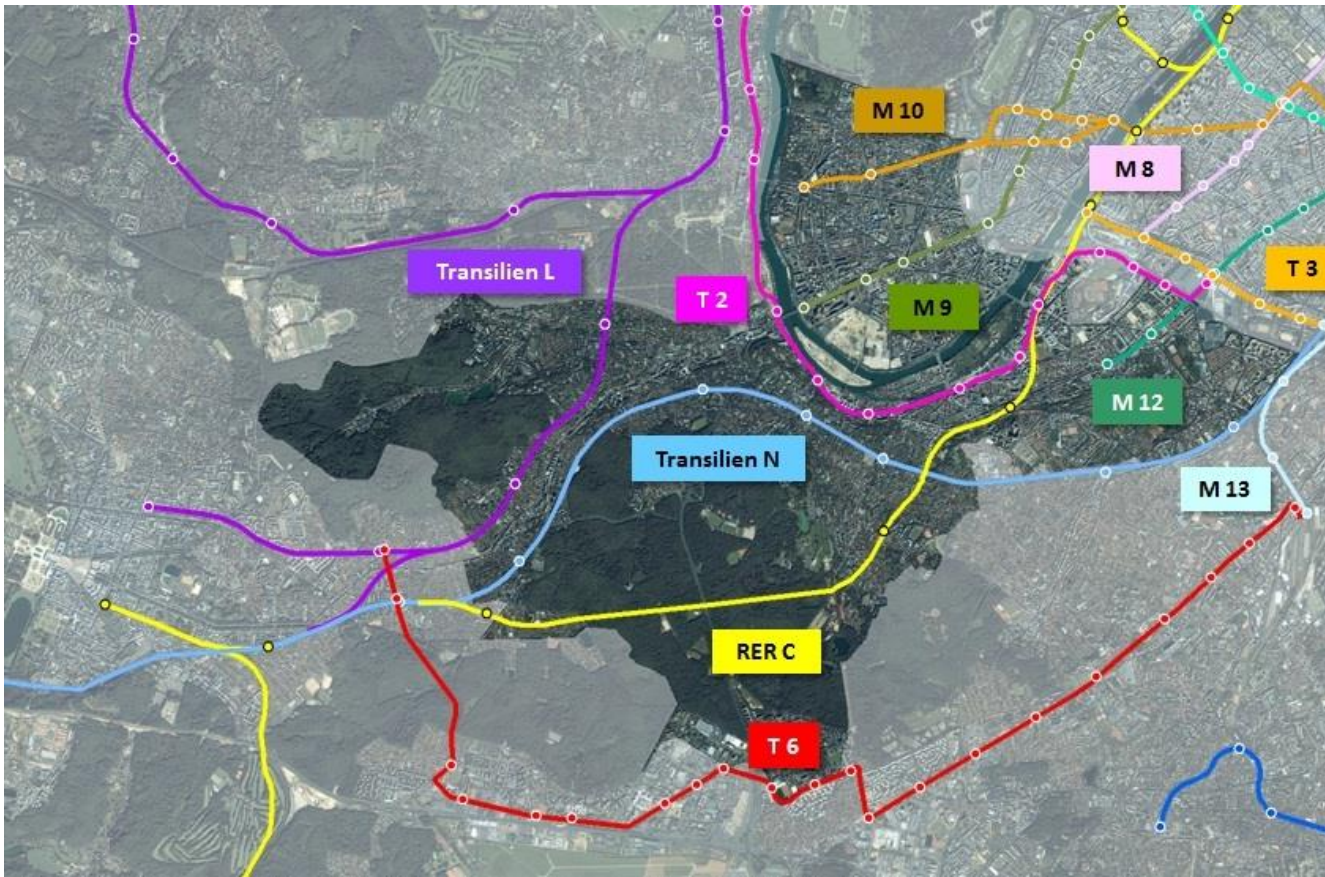 M 10
M 8
Transilien L
T 2
M 9
T 3
M 12
Transilien N
M 13
RER C
T 6